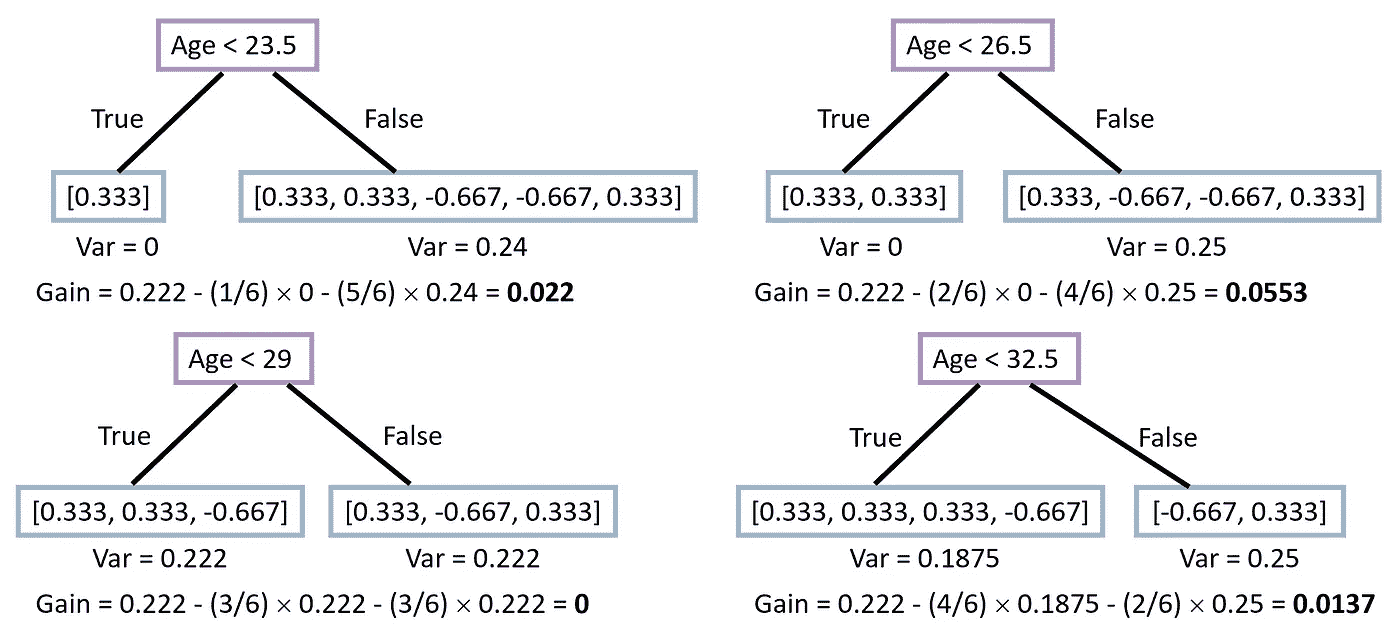 Age < 23.5
True
False
[0.333]
[0.333, 0.333, -0.667, -0.667, 0.333]
Var = 0
Var = 0.24
Gain = 0.222 - (1/6) × 0 - (5/6) × 0.24 = 0.022
Age < 26.5
True
False
[0.333, 0.333]
[0.333, -0.667, -0.667, 0.333]
Var = 0
Var = 0.25
Gain = 0.222 - (2/6) × 0 - (4/6) × 0.25 = 0.0553
Age < 29
True
False
[0.333, 0.333, -0.667]
[0.333, -0.667, 0.333]
Var = 0.222
Var = 0.222
Gain = 0.222 - (3/6) × 0.222 - (3/6) × 0.222 = 0
Age < 32.5
True
False
[0.333, 0.333, 0.333, -0.667]
[-0.667, 0.333]
Var = 0.1875
Var = 0.25
Gain = 0.222 - (4/6) × 0.1875 - (2/6) × 0.25 = 0.0137